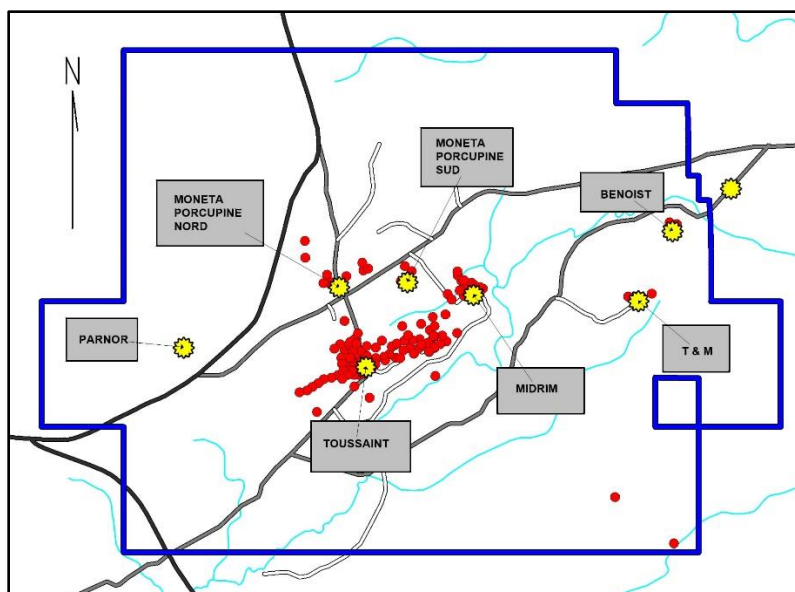 N
MONETA
PORCUPINE
SUD
MONETA
PORCUPINE
NORD
BENOIST
PARNOR
T & M
MIDRIM
TOUSSAINT